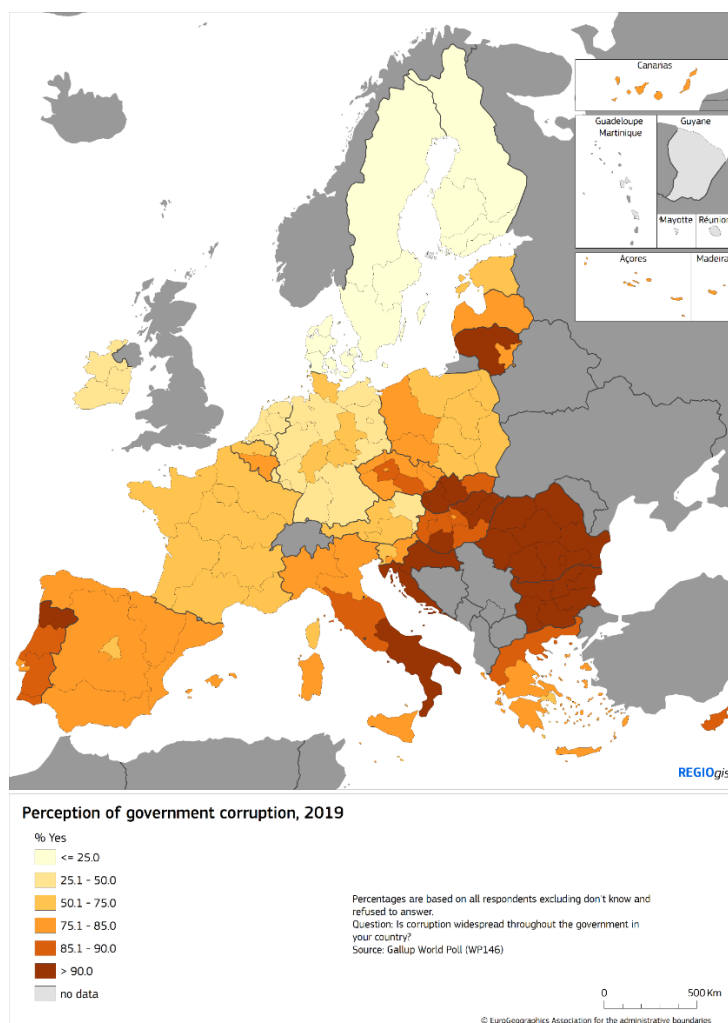 Canarias
Guadeloupe
Martinique
Guyane
Mayotte
Réunion
Açores
Madeira
REGIOgis
Perception of government corruption, 2019
% Yes
<= 25.0
25.1 - 50.0
50.1 - 75.0
75.1 - 85.0
85.1 - 90.0
> 90.0
no data
Percentages are based on all respondents excluding don't know and
refused to answer.
Question: Is corruption widespread throughout the government in
your country?
Source: Gallup World Poll (WP146)
0 500 Km
© EuroGeographics Association for the administrative boundaries